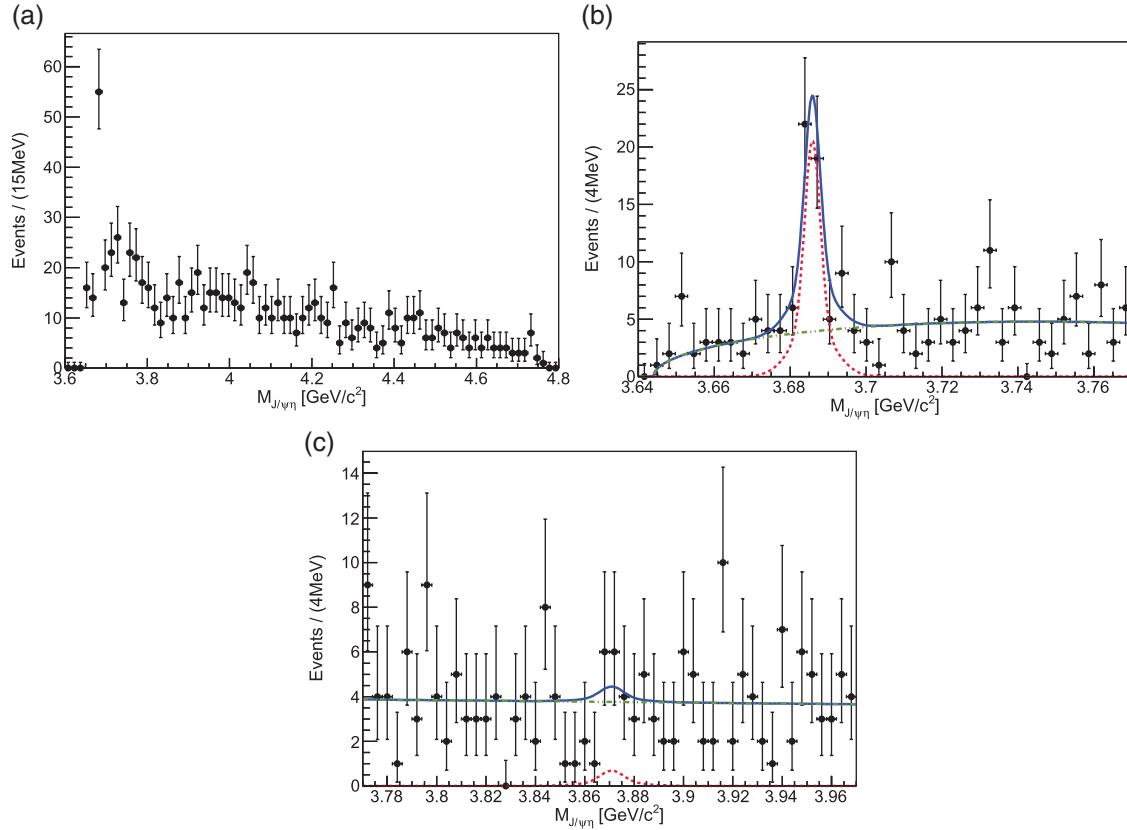 (a)
Events / (15MeV)
60
50
40
30
20
10
0
3.6 3.8 4 4.2 4.4 4.6 4.8
M_{J/ψη} [GeV/c²]
(b)
Events / (4MeV)
25
20
15
10
5
0
3.64 3.66 3.68 3.7 3.72 3.74 3.76
M_{J/ψη} [GeV/c²]
(c)
Events / (4MeV)
14
12
10
8
6
4
2
0
3.78 3.8 3.82 3.84 3.86 3.88 3.9 3.92 3.94 3.96
M_{J/ψη} [GeV/c²]